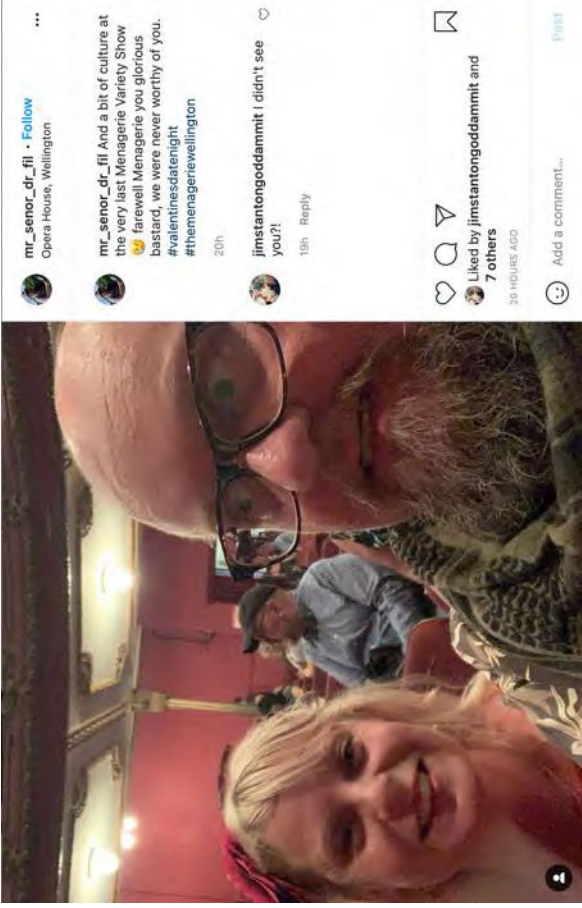 mr_senor_dr_fil • Follow
Opera House, Wellington
mr_senor_dr_fil And a bit of culture at
the very last Menagerie Variety Show
farewell Menagerie you glorious
bastard, we were never worthy of you.
#valentinesdatenight
#themenageriewellington
20h
jimstantongoddammit I didn't see
you?!
19h Reply
Liked by jimstantongoddammit and
7 others
20 HOURS AGO
Add a comment...
Post